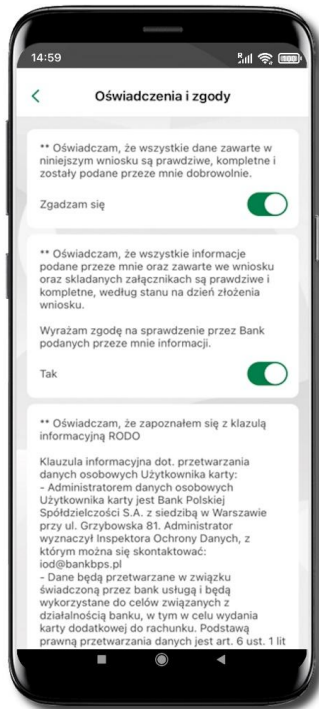 14:59
Oświadczenia i zgody
** Oświadczam, że wszystkie dane zawarte w
niniejszym wniosku są prawdziwe, kompletne i
zostały podane przeze mnie dobrowolnie.
Zgadzam się
** Oświadczam, że wszystkie informacje
podane przeze mnie oraz zawarte we wniosku
oraz składanych załącznikach są prawdziwe i
kompletne, według stanu na dzień złożenia
wniosku.
Wyrażam zgodę na sprawdzenie przez Bank
podanych przeze mnie informacji.
Tak
** Oświadczam, że zapoznałem się z klazulą
informacyjną RODO
Klauzula informacyjna dot. przetwarzania
danych osobowych Użytkownika karty:
- Administratorem danych osobowych
Użytkownika karty jest Bank Polskiej
Spółdzielczości S.A. z siedzibą w Warszawie
przy ul. Grzybowska 81. Administrator
wyznaczył Inspektora Ochrony Danych, z
którym można się skontaktować:
iod@bankbps.pl
- Dane będą przetwarzane w związku
świadczoną przez bank usługą i będą
wykorzystane do celów związanych z
działalnością banku, w tym w celu wydania
karty dodatkowej do rachunku. Podstawą
prawną przetwarzania danych jest art. 6 ust. 1 lit